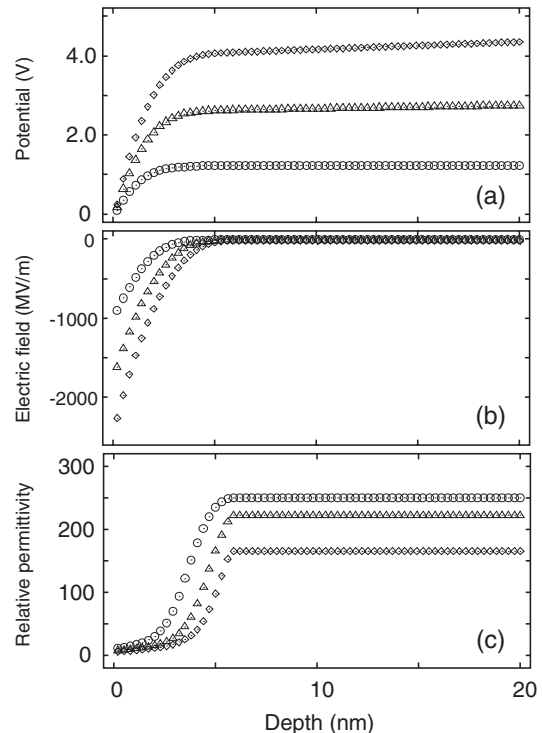 4.0
2.0
0
Potential (V)
(a)
0
-1000
-2000
Electric field (MV/m)
(b)
300
200
100
0
Relative permittivity
(c)
0
10
20
Depth (nm)